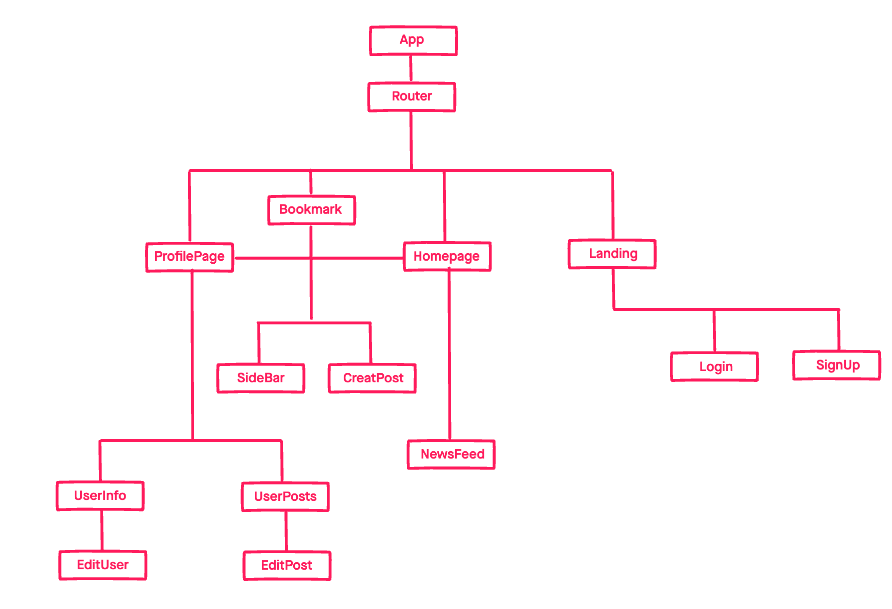 App
Router
Bookmark
ProfilePage
Homepage
Landing
SideBar
CreatPost
Login
SignUp
NewsFeed
UserInfo
UserPosts
EditUser
EditPost